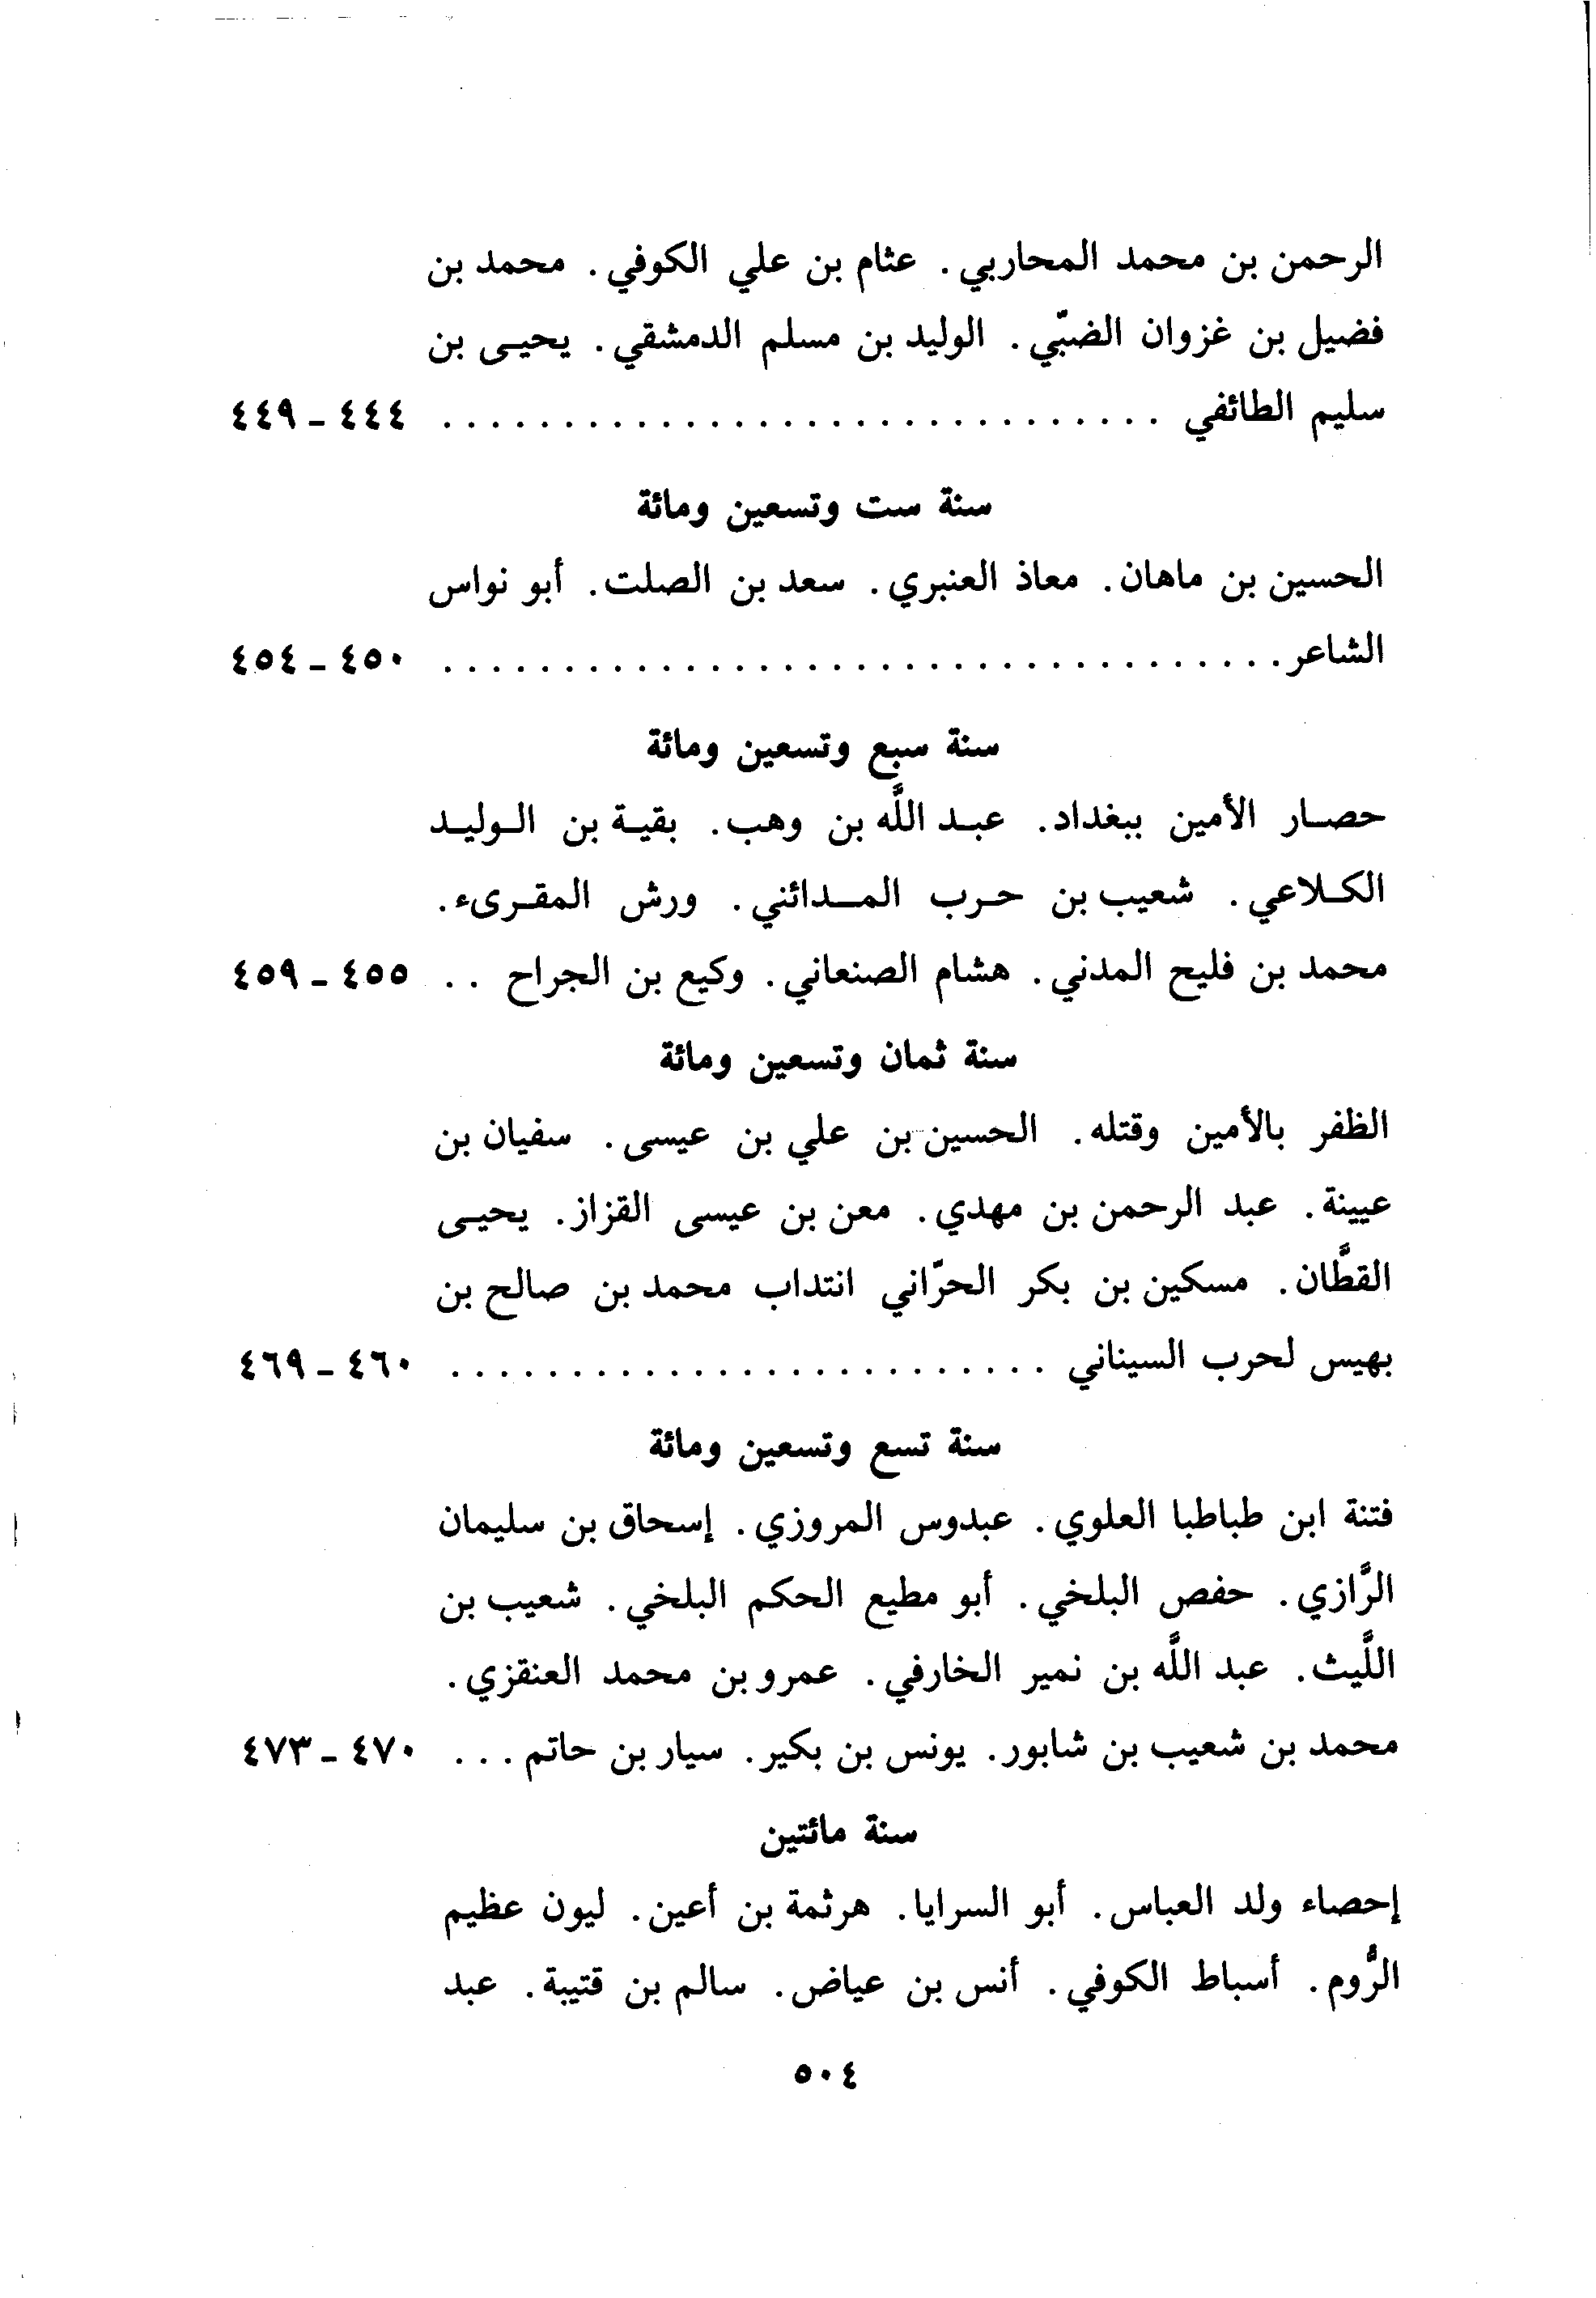 الرحمن بن محمد المحاربي. عثام بن علي الكوفي. محمد بن
فضيل بن غزوان الضبّي. الوليد بن مسلم الدمشقي. يحيى بن
سليم الطائفي .............................. ٤٤٤ - ٤٤٩
سنة ست وتسعين ومائة
الحسين بن ماهان. معاذ العنبري. سعد بن الصلت. أبو نواس
الشاعر................................... ٤٥٠ - ٤٥٤
سنة سبع وتسعين ومائة
حصار الأمين ببغداد. عبد اللَّه بن وهب. بقية بن الوليد
الكلاعي. شعيب بن حرب المدائني. ورش المقرىء.
محمد بن فليح المدني. هشام الصنعاني. وكيع بن الجراح .. ٤٥٥ - ٤٥٩
سنة ثمان وتسعين ومائة
الظفر بالأمين وقتله. الحسين بن علي بن عيسى. سفيان بن
عيينة. عبد الرحمن بن مهدي. معن بن عيسى القزاز. يحيى
القطَّان. مسكين بن بكر الحرّاني انتداب محمد بن صالح بن
بهيس لحرب السيناني ......................... ٤٦٠ - ٤٦٩
سنة تسع وتسعين ومائة
فتنة ابن طباطبا العلوي. عبدوس المروزي. إسحاق بن سليمان
الرَّازي. حفص البلخي. أبو مطيع الحكم البلخي. شعيب بن
اللَّيث. عبد اللَّه بن نمير الخارفي. عمرو بن محمد العنقزي.
محمد بن شعيب بن شابور. يونس بن بكير. سيار بن حاتم ... ٤٧٠ - ٤٧٣
سنة مائتين
إحصاء ولد العباس. أبو السرايا. هرثمة بن أعين. ليون عظيم
الرُّوم. أسباط الكوفي. أنس بن عياض. سالم بن قتيبة. عبد
٥٠٤